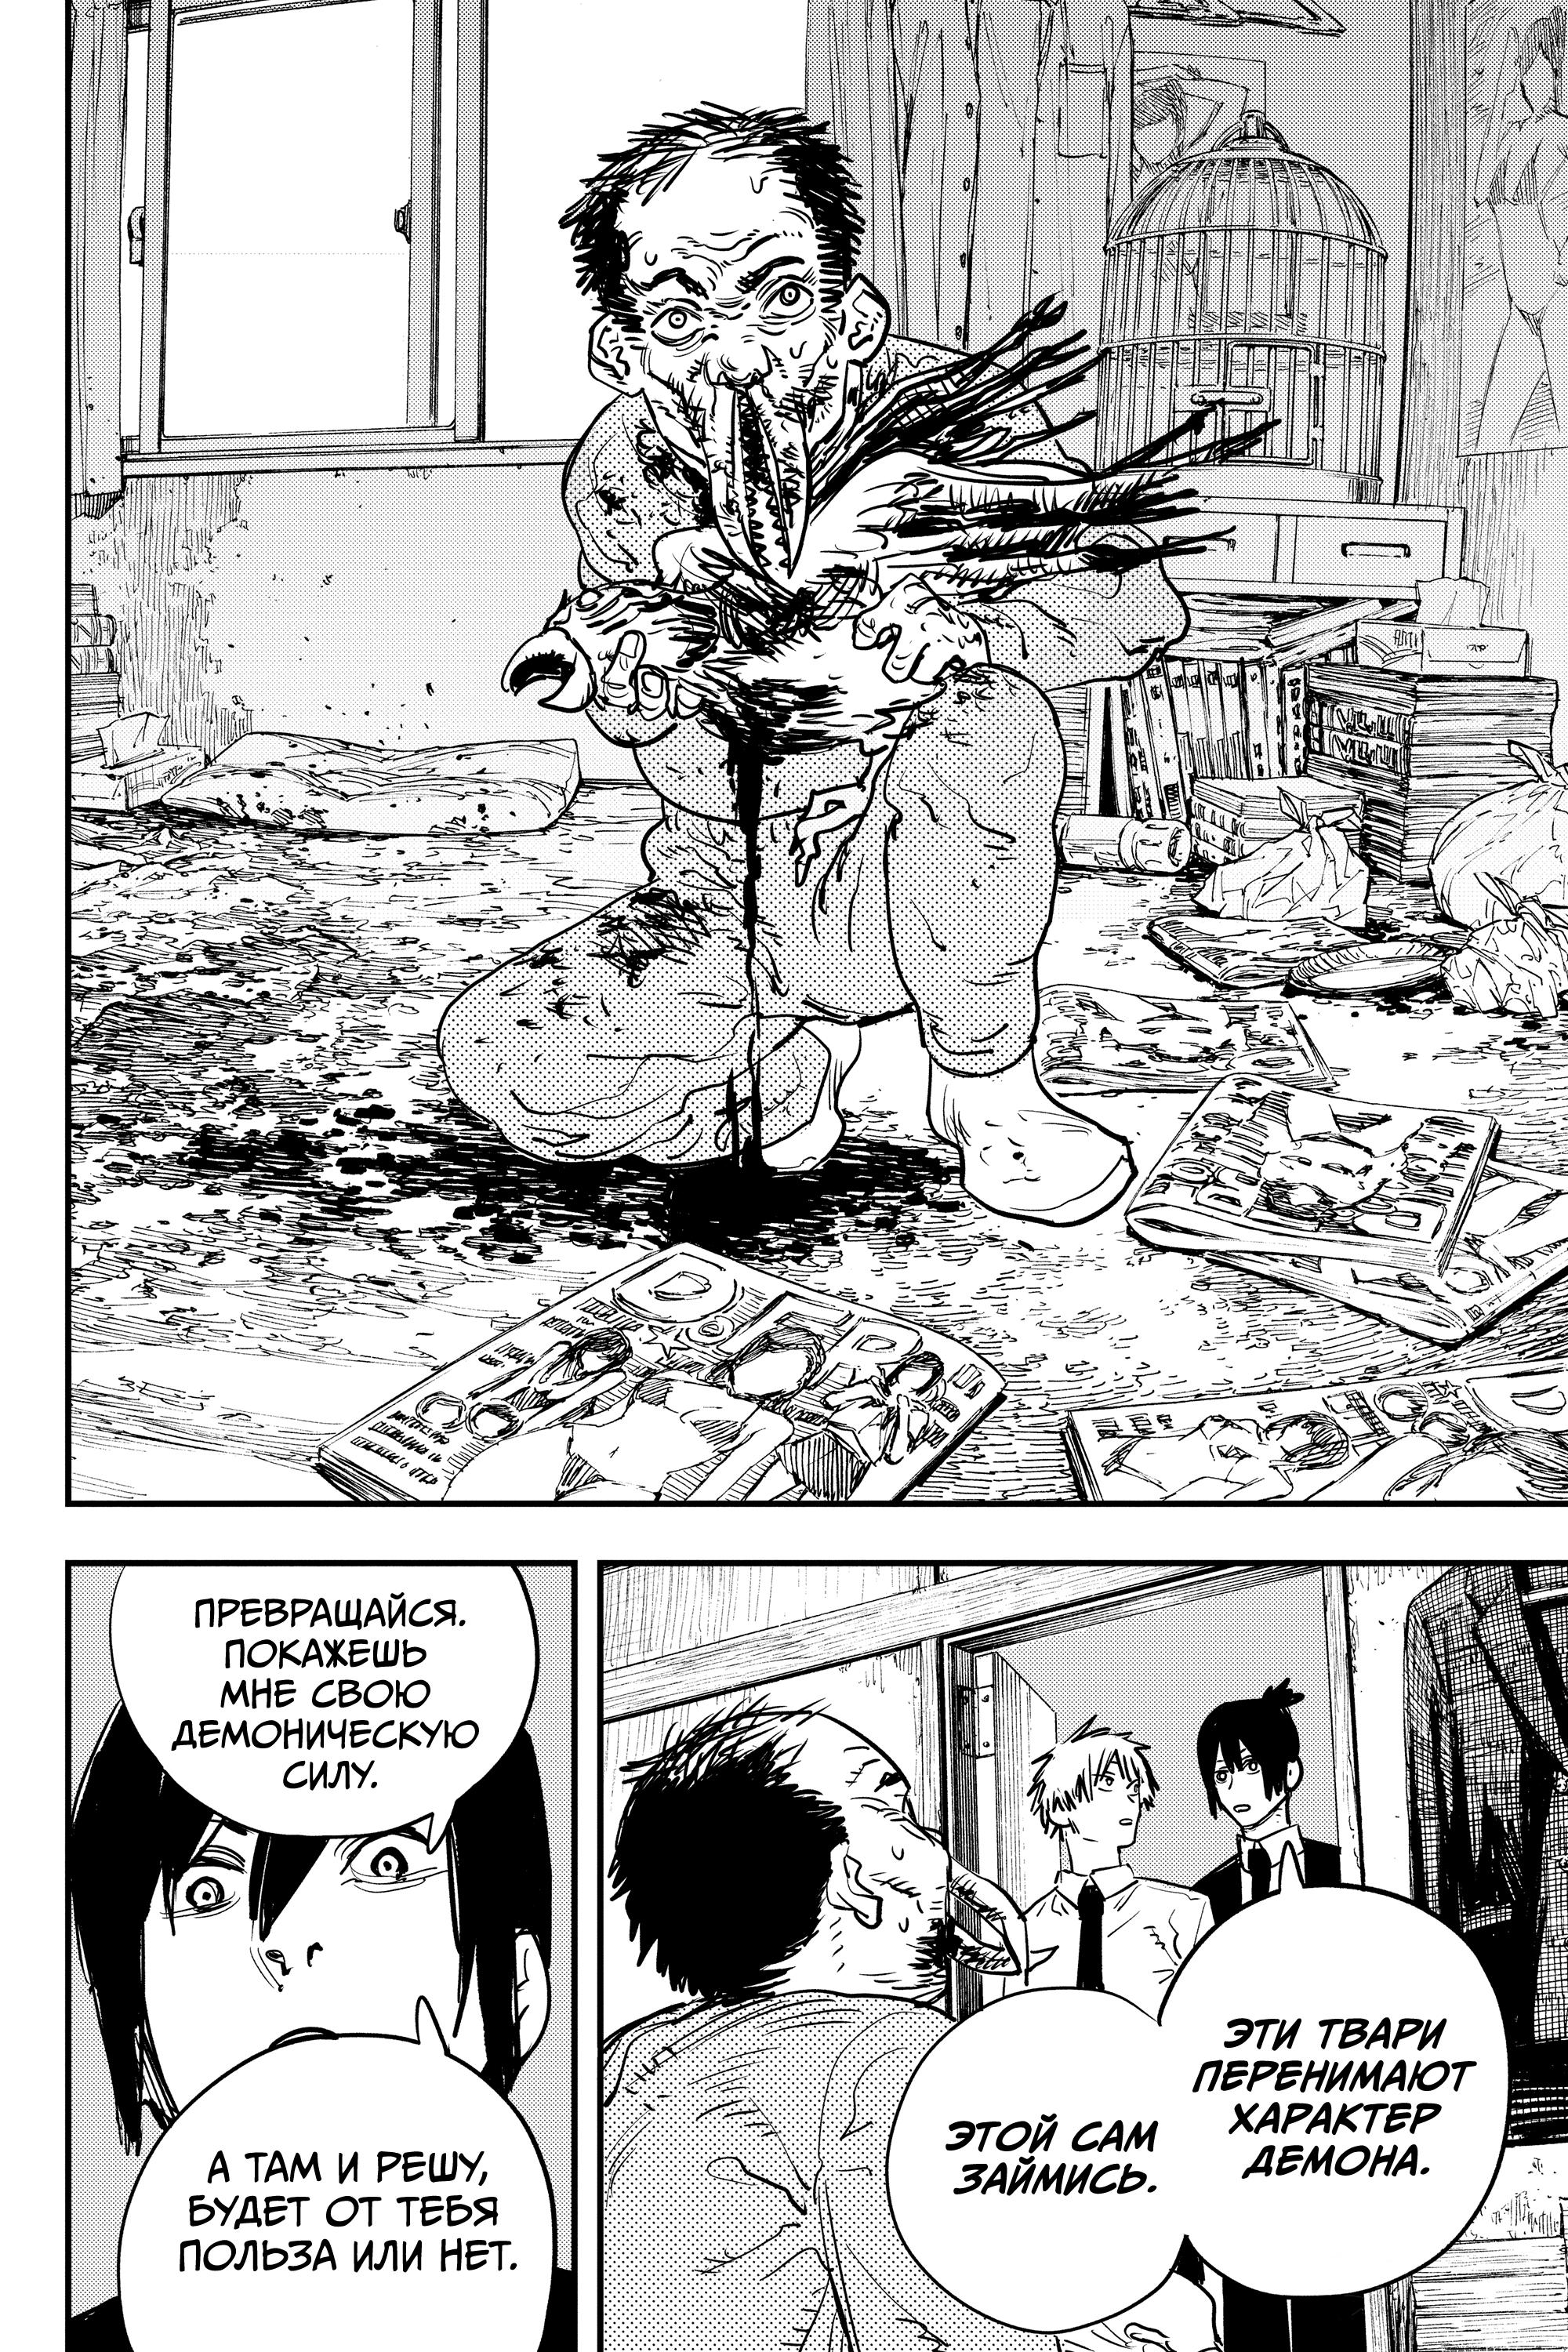 ЭТИ ТВАРИ
ПЕРЕНИМАЮТ
ХАРАКТЕР
ДЕМОНА.
ЭТОЙ САМ
ЗАЙМИСЬ.
ПРЕВРАЩАЙСЯ.
ПОКАЖЕШЬ
МНЕ СВОЮ
ДЕМОНИЧЕСКУЮ
СИЛУ.
А ТАМ И РЕШУ,
БУДЕТ ОТ ТЕБЯ
ПОЛЬЗА ИЛИ НЕТ.